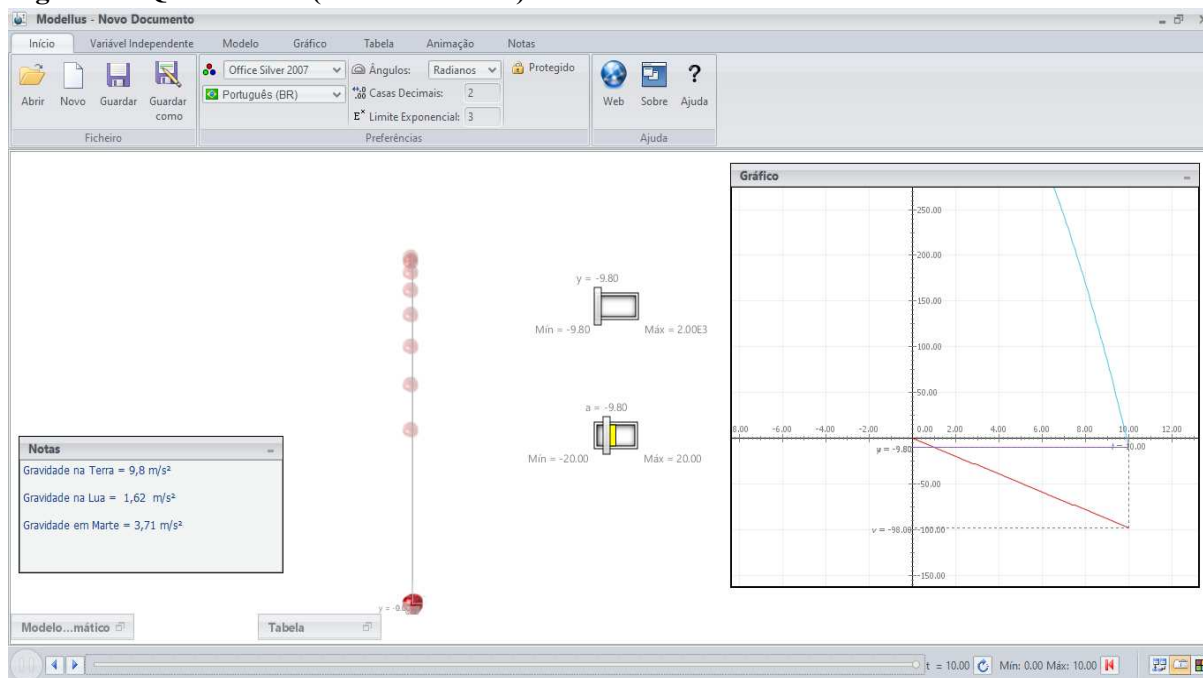 Modellus - Novo Documento
Início Variável Independente Modelo Gráfico Tabela Animação Notas
Abrir Novo Guardar Guardar como
Ficheiro
Office Silver 2007
Português (BR)
Ângulos: Radianos
Casas Decimais: 2
Limite Exponencial: 3
Protegido
Preferências
Web Sobre Ajuda
Ajuda
y = -9.80
Mín = -9.80 Máx = 2.00E3
a = -9.80
Mín = -20.00 Máx = 20.00
Notas
Gravidade na Terra = 9,8 m/s²
Gravidade na Lua = 1,62 m/s²
Gravidade em Marte = 3,71 m/s²
Gráfico
250.00
200.00
150.00
100.00
50.00
-6.00 -4.00 -2.00 0.00 2.00 4.00 6.00 8.00 10.00 12.00
t = 10.00
= -9.80
-50.00
v = -98.00
-100.00
-150.00
Modelo...mático
Tabela
t = 10.00 Mín: 0.00 Máx: 10.00